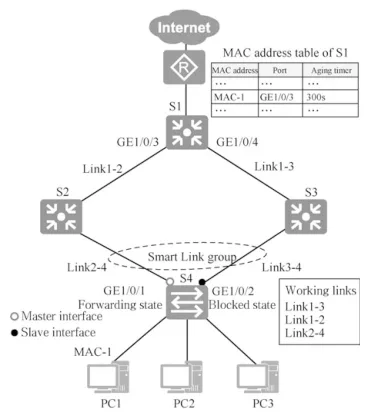 Internet
MAC address table of S1
MAC address Port Aging timer
... ... ...
MAC-1 GE1/0/3 300s
... ... ...
R
S1
GE1/0/3 GE1/0/4
Link1-2 Link1-3
S2 S3
Smart Link group
Link2-4 S4 Link3-4
GE1/0/1 GE1/0/2
Forwarding state Blocked state
Master interface
Slave interface
Working links
Link1-3
Link1-2
Link2-4
MAC-1
PC1 PC2 PC3